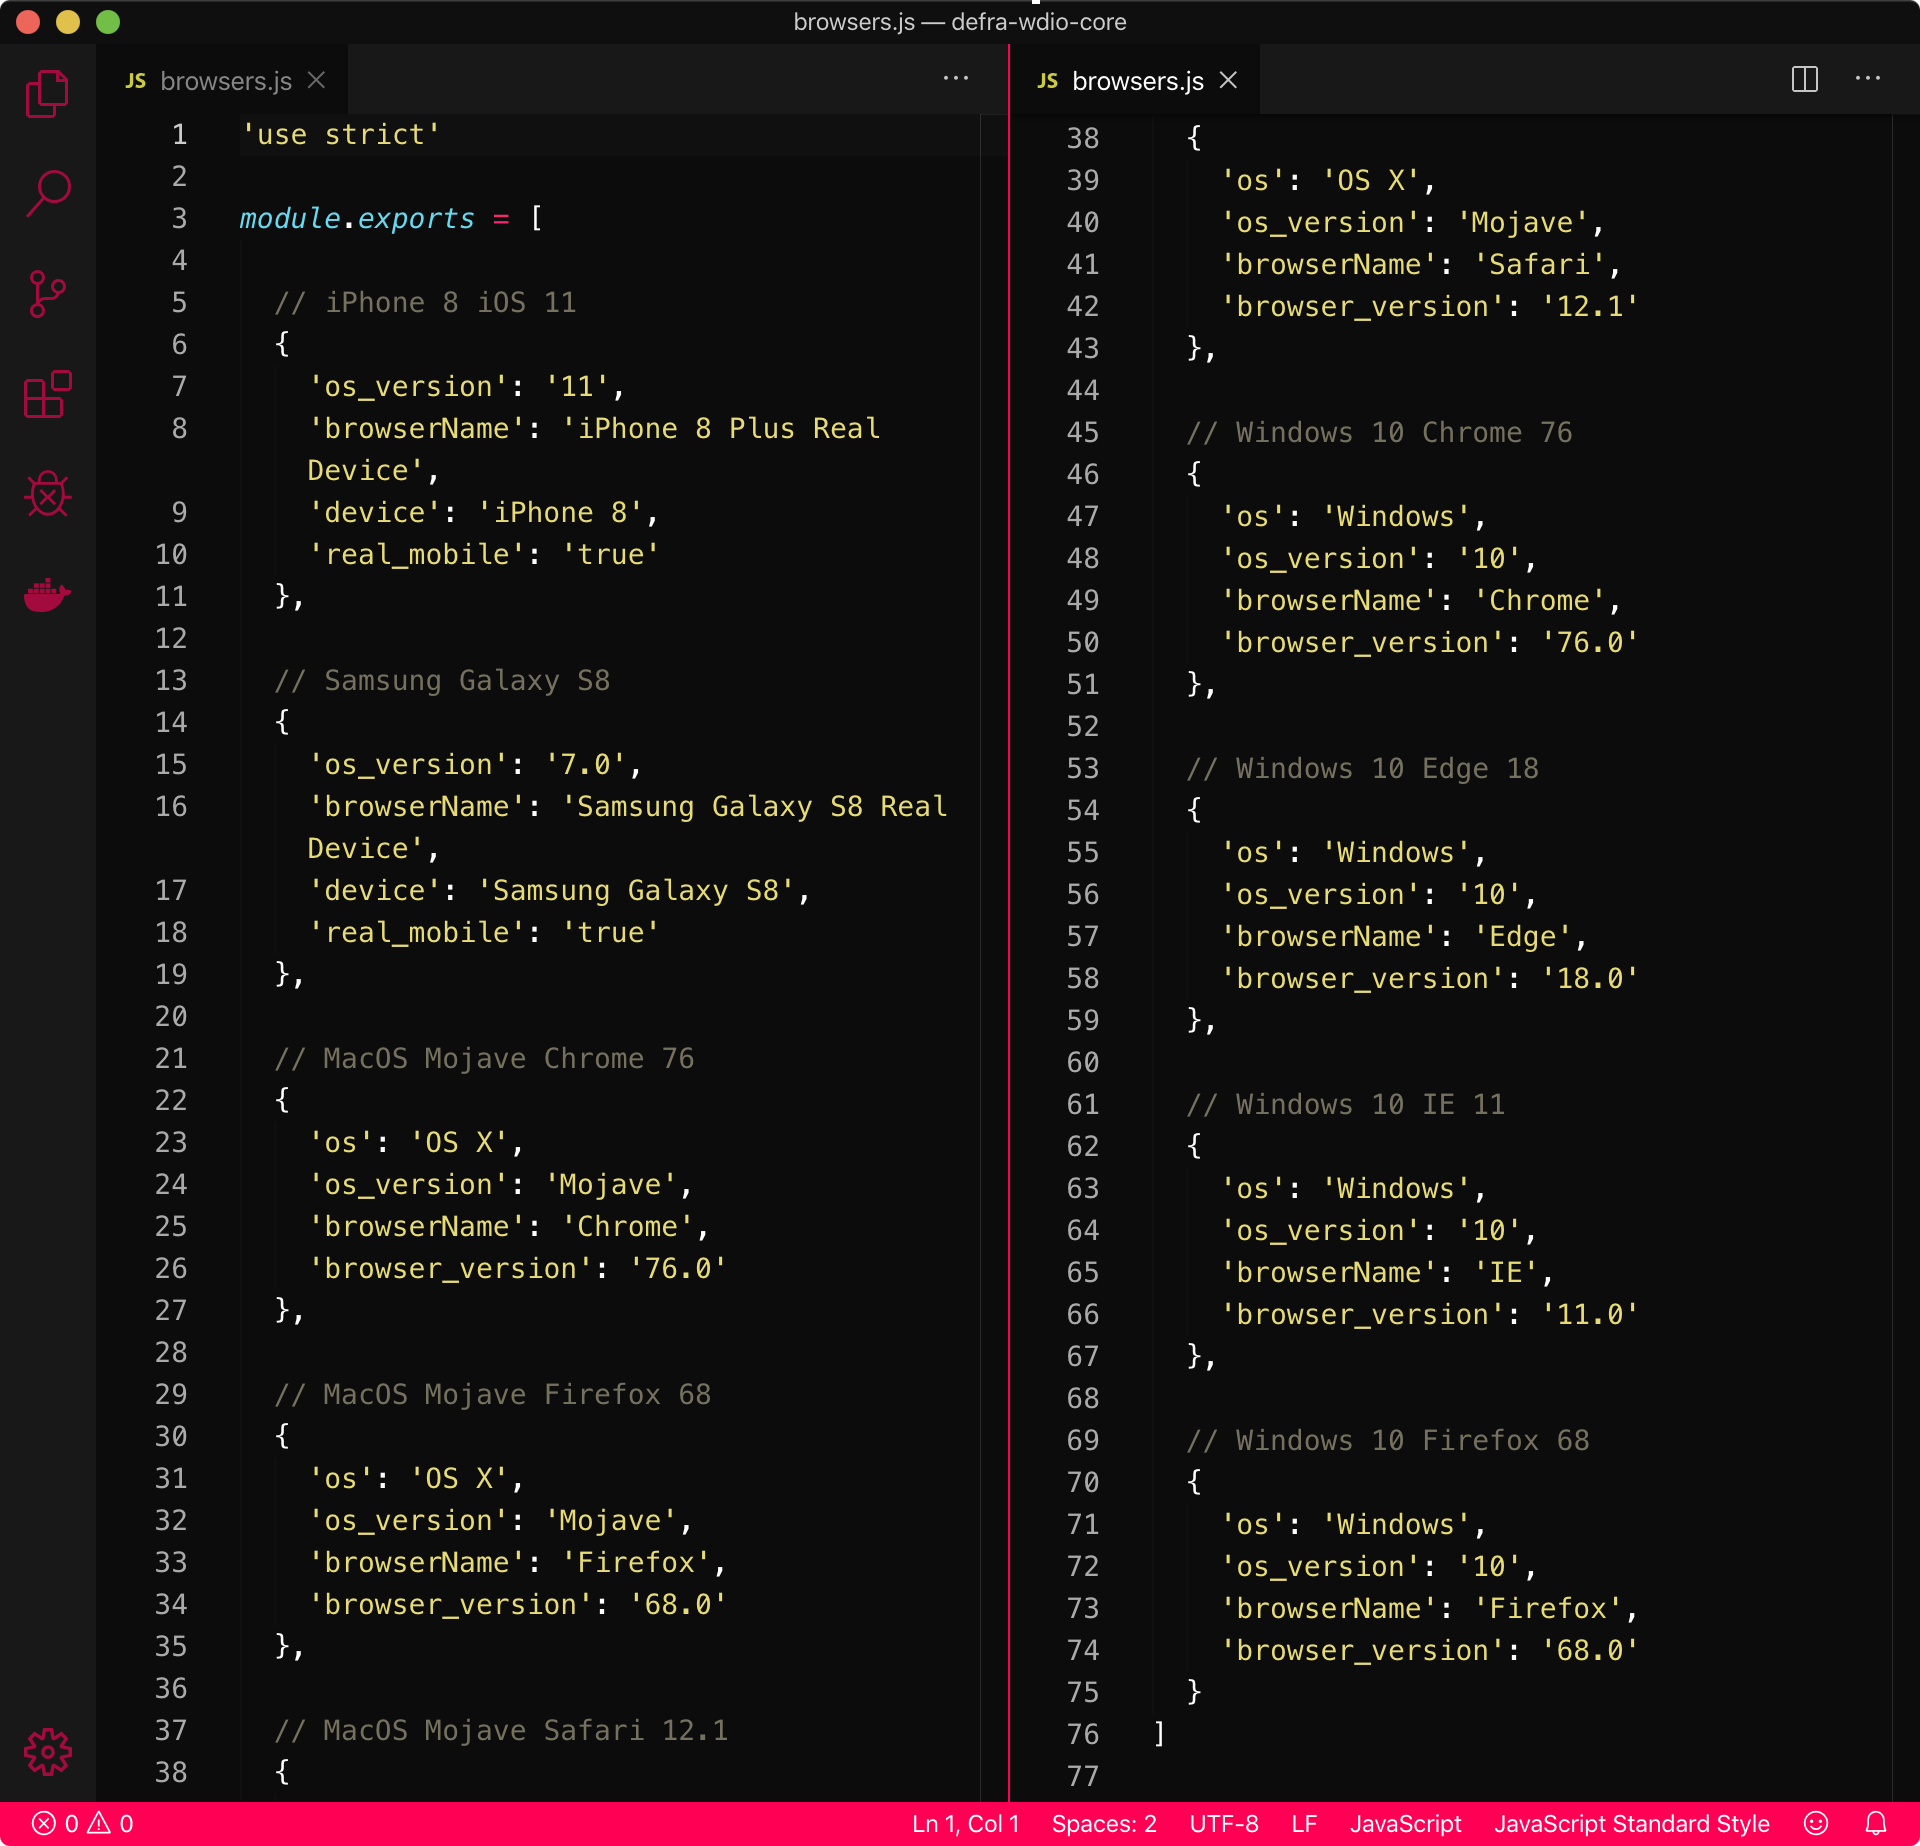 browsers.js — defra-wdio-core
JS browsers.js
1 'use strict'
2
3 module.exports = [
4
5 // iPhone 8 iOS 11
6 {
7 'os_version': '11',
8 'browserName': 'iPhone 8 Plus Real
Device',
9 'device': 'iPhone 8',
10 'real_mobile': 'true'
11 },
12
13 // Samsung Galaxy S8
14 {
15 'os_version': '7.0',
16 'browserName': 'Samsung Galaxy S8 Real
Device',
17 'device': 'Samsung Galaxy S8',
18 'real_mobile': 'true'
19 },
20
21 // MacOS Mojave Chrome 76
22 {
23 'os': 'OS X',
24 'os_version': 'Mojave',
25 'browserName': 'Chrome',
26 'browser_version': '76.0'
27 },
28
29 // MacOS Mojave Firefox 68
30 {
31 'os': 'OS X',
32 'os_version': 'Mojave',
33 'browserName': 'Firefox',
34 'browser_version': '68.0'
35 },
36
37 // MacOS Mojave Safari 12.1
38 {
JS browsers.js
38 {
39 'os': 'OS X',
40 'os_version': 'Mojave',
41 'browserName': 'Safari',
42 'browser_version': '12.1'
43 },
44
45 // Windows 10 Chrome 76
46 {
47 'os': 'Windows',
48 'os_version': '10',
49 'browserName': 'Chrome',
50 'browser_version': '76.0'
51 },
52
53 // Windows 10 Edge 18
54 {
55 'os': 'Windows',
56 'os_version': '10',
57 'browserName': 'Edge',
58 'browser_version': '18.0'
59 },
60
61 // Windows 10 IE 11
62 {
63 'os': 'Windows',
64 'os_version': '10',
65 'browserName': 'IE',
66 'browser_version': '11.0'
67 },
68
69 // Windows 10 Firefox 68
70 {
71 'os': 'Windows',
72 'os_version': '10',
73 'browserName': 'Firefox',
74 'browser_version': '68.0'
75 }
76 ]
77
0 0 Ln 1, Col 1 Spaces: 2 UTF-8 LF JavaScript JavaScript Standard Style